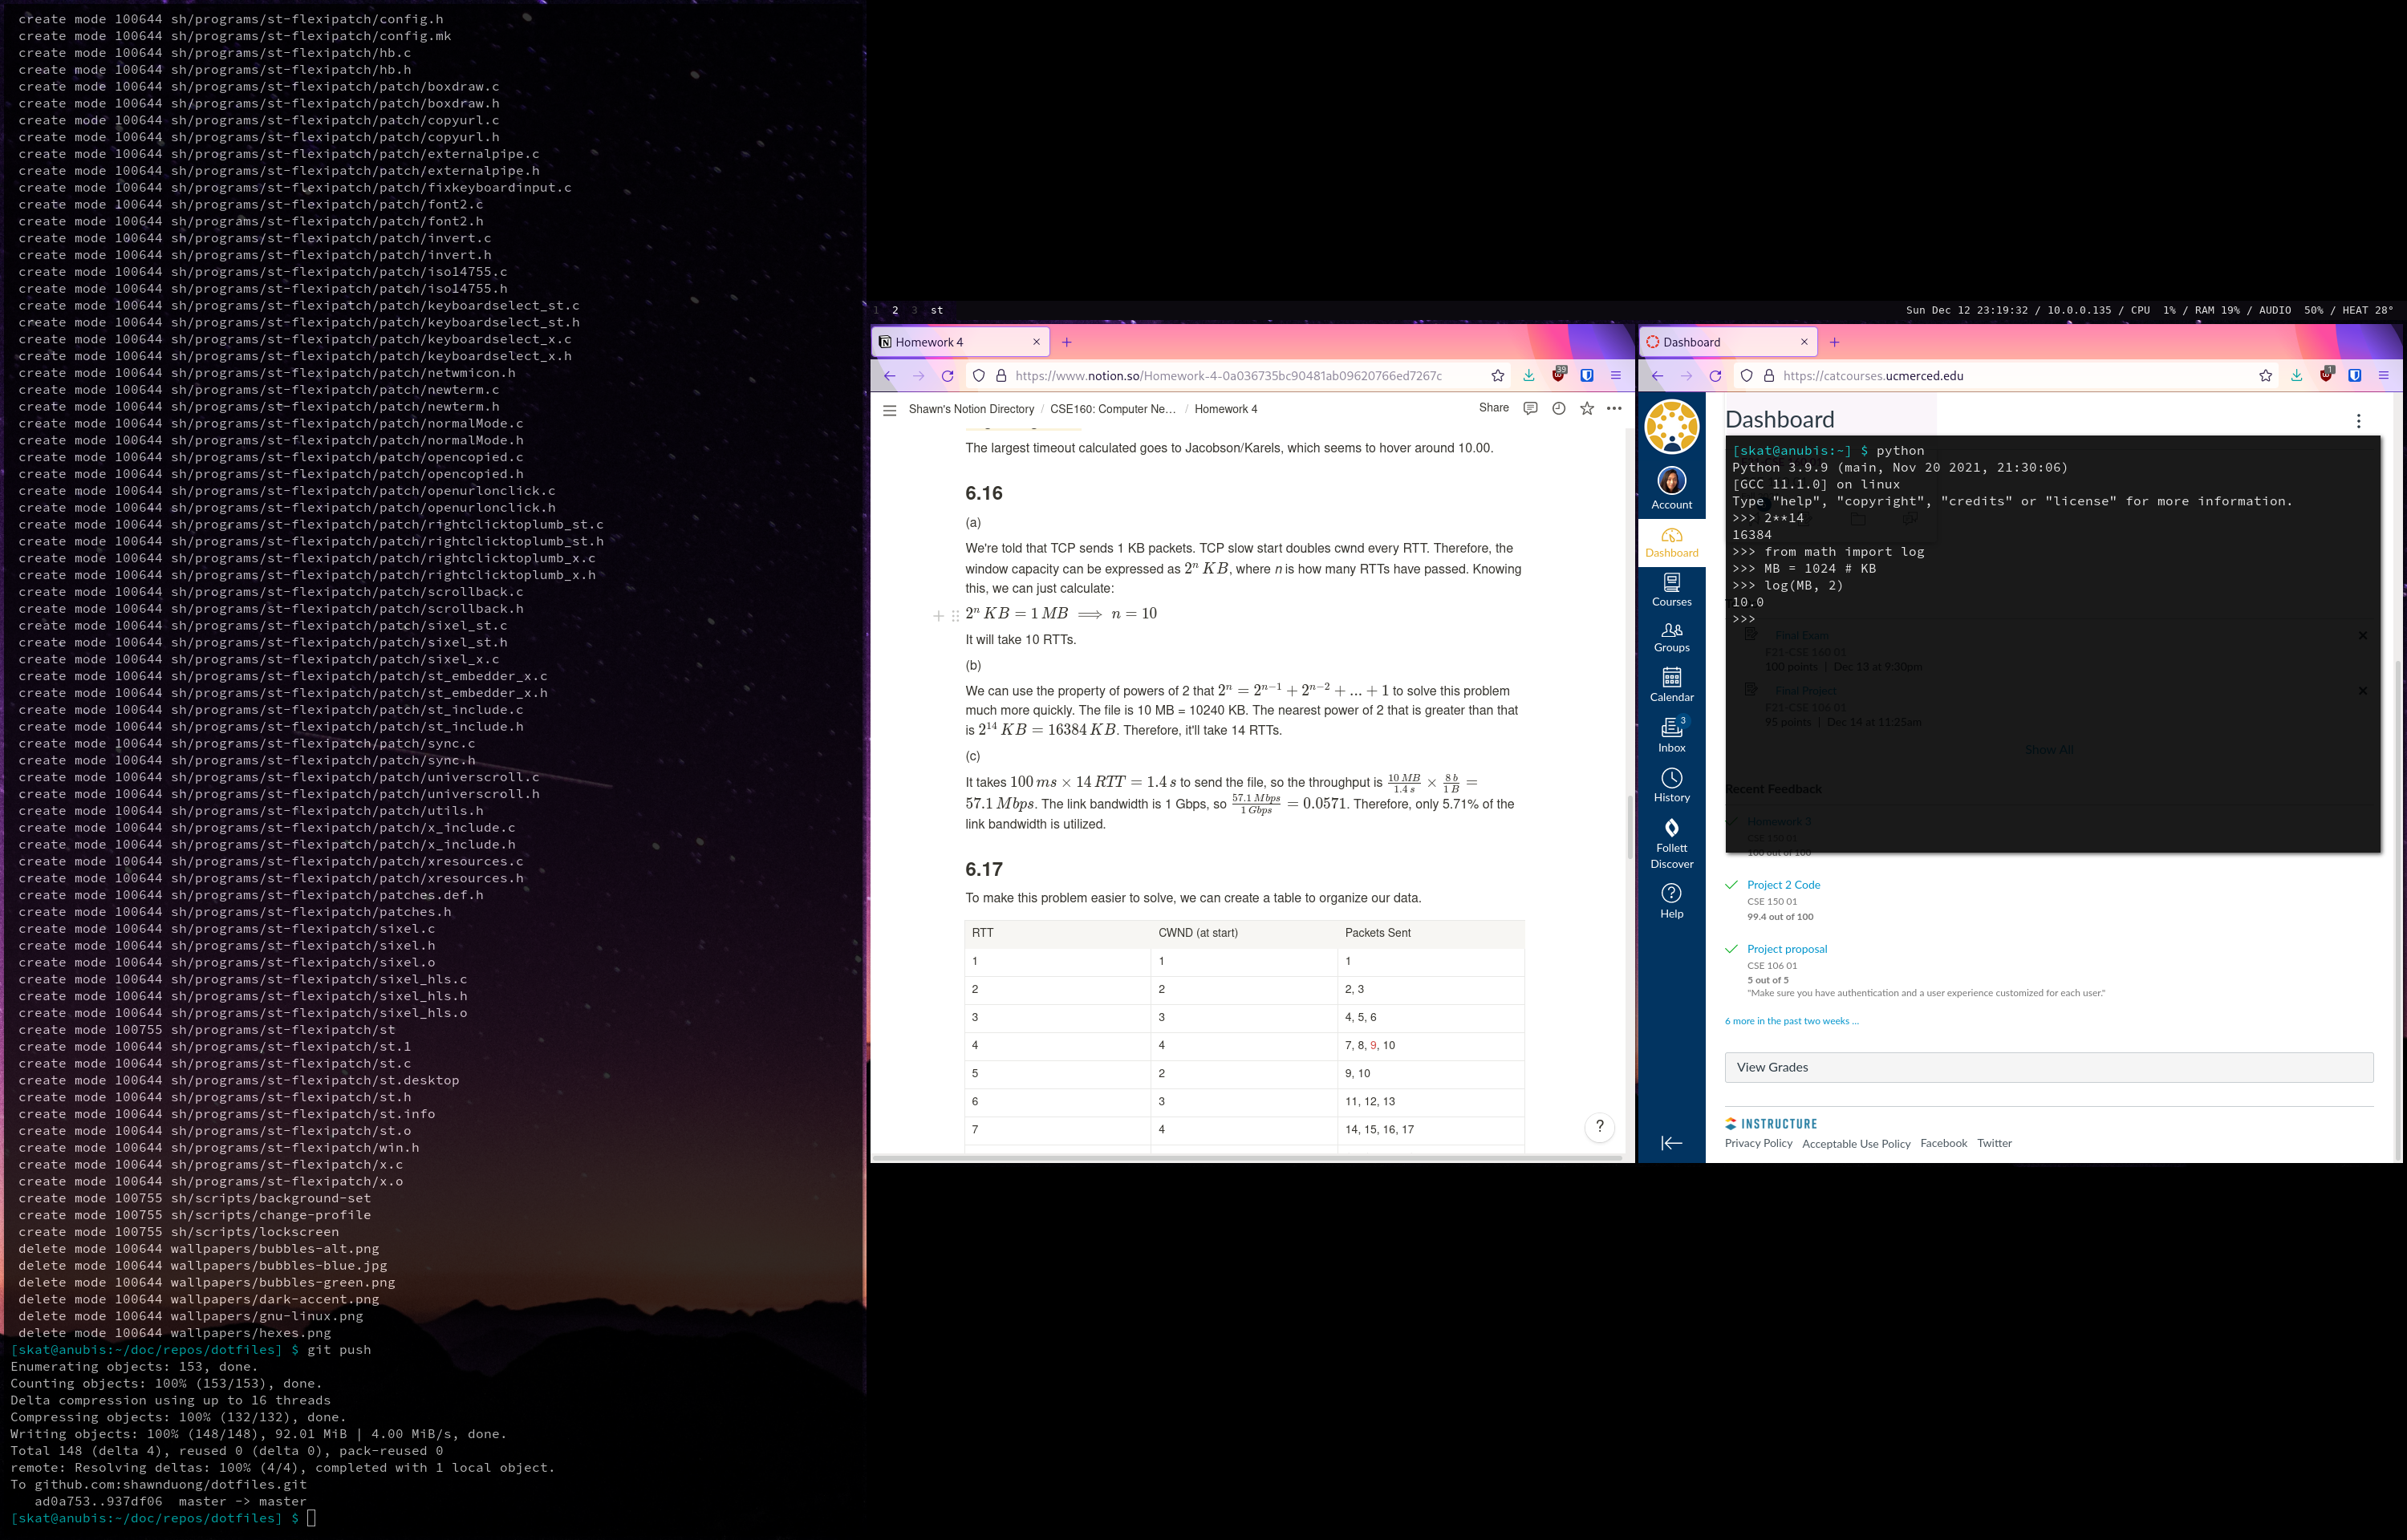 create mode 100644 sh/programs/st-flexipatch/config.h
create mode 100644 sh/programs/st-flexipatch/config.mk
create mode 100644 sh/programs/st-flexipatch/hb.c
create mode 100644 sh/programs/st-flexipatch/hb.h
create mode 100644 sh/programs/st-flexipatch/patch/boxdraw.c
create mode 100644 sh/programs/st-flexipatch/patch/boxdraw.h
create mode 100644 sh/programs/st-flexipatch/patch/copyurl.c
create mode 100644 sh/programs/st-flexipatch/patch/copyurl.h
create mode 100644 sh/programs/st-flexipatch/patch/externalpipe.c
create mode 100644 sh/programs/st-flexipatch/patch/externalpipe.h
create mode 100644 sh/programs/st-flexipatch/patch/fixkeyboardinput.c
create mode 100644 sh/programs/st-flexipatch/patch/font2.c
create mode 100644 sh/programs/st-flexipatch/patch/font2.h
create mode 100644 sh/programs/st-flexipatch/patch/invert.c
create mode 100644 sh/programs/st-flexipatch/patch/invert.h
create mode 100644 sh/programs/st-flexipatch/patch/iso14755.c
create mode 100644 sh/programs/st-flexipatch/patch/iso14755.h
create mode 100644 sh/programs/st-flexipatch/patch/keyboardselect_st.c
create mode 100644 sh/programs/st-flexipatch/patch/keyboardselect_st.h
create mode 100644 sh/programs/st-flexipatch/patch/keyboardselect_x.c
create mode 100644 sh/programs/st-flexipatch/patch/keyboardselect_x.h
create mode 100644 sh/programs/st-flexipatch/patch/netwmicon.h
create mode 100644 sh/programs/st-flexipatch/patch/newterm.c
create mode 100644 sh/programs/st-flexipatch/patch/newterm.h
create mode 100644 sh/programs/st-flexipatch/patch/normalMode.c
create mode 100644 sh/programs/st-flexipatch/patch/normalMode.h
create mode 100644 sh/programs/st-flexipatch/patch/opencopied.c
create mode 100644 sh/programs/st-flexipatch/patch/opencopied.h
create mode 100644 sh/programs/st-flexipatch/patch/openurlonclick.c
create mode 100644 sh/programs/st-flexipatch/patch/openurlonclick.h
create mode 100644 sh/programs/st-flexipatch/patch/rightclicktoplumb_st.c
create mode 100644 sh/programs/st-flexipatch/patch/rightclicktoplumb_st.h
create mode 100644 sh/programs/st-flexipatch/patch/rightclicktoplumb_x.c
create mode 100644 sh/programs/st-flexipatch/patch/rightclicktoplumb_x.h
create mode 100644 sh/programs/st-flexipatch/patch/scrollback.c
create mode 100644 sh/programs/st-flexipatch/patch/scrollback.h
create mode 100644 sh/programs/st-flexipatch/patch/sixel_st.c
create mode 100644 sh/programs/st-flexipatch/patch/sixel_st.h
create mode 100644 sh/programs/st-flexipatch/patch/sixel_x.c
create mode 100644 sh/programs/st-flexipatch/patch/st_embedder_x.c
create mode 100644 sh/programs/st-flexipatch/patch/st_embedder_x.h
create mode 100644 sh/programs/st-flexipatch/patch/st_include.c
create mode 100644 sh/programs/st-flexipatch/patch/st_include.h
create mode 100644 sh/programs/st-flexipatch/patch/sync.c
create mode 100644 sh/programs/st-flexipatch/patch/sync.h
create mode 100644 sh/programs/st-flexipatch/patch/universcroll.c
create mode 100644 sh/programs/st-flexipatch/patch/universcroll.h
create mode 100644 sh/programs/st-flexipatch/patch/utils.h
create mode 100644 sh/programs/st-flexipatch/patch/x_include.c
create mode 100644 sh/programs/st-flexipatch/patch/x_include.h
create mode 100644 sh/programs/st-flexipatch/patch/xresources.c
create mode 100644 sh/programs/st-flexipatch/patch/xresources.h
create mode 100644 sh/programs/st-flexipatch/patches.def.h
create mode 100644 sh/programs/st-flexipatch/patches.h
create mode 100644 sh/programs/st-flexipatch/sixel.c
create mode 100644 sh/programs/st-flexipatch/sixel.h
create mode 100644 sh/programs/st-flexipatch/sixel.o
create mode 100644 sh/programs/st-flexipatch/sixel_hls.c
create mode 100644 sh/programs/st-flexipatch/sixel_hls.h
create mode 100644 sh/programs/st-flexipatch/sixel_hls.o
create mode 100755 sh/programs/st-flexipatch/st
create mode 100644 sh/programs/st-flexipatch/st.1
create mode 100644 sh/programs/st-flexipatch/st.c
create mode 100644 sh/programs/st-flexipatch/st.desktop
create mode 100644 sh/programs/st-flexipatch/st.h
create mode 100644 sh/programs/st-flexipatch/st.info
create mode 100644 sh/programs/st-flexipatch/st.o
create mode 100644 sh/programs/st-flexipatch/win.h
create mode 100644 sh/programs/st-flexipatch/x.c
create mode 100644 sh/programs/st-flexipatch/x.o
create mode 100755 sh/scripts/background-set
create mode 100755 sh/scripts/change-profile
create mode 100755 sh/scripts/lockscreen
delete mode 100644 wallpapers/bubbles-alt.png
delete mode 100644 wallpapers/bubbles-blue.jpg
delete mode 100644 wallpapers/bubbles-green.png
delete mode 100644 wallpapers/dark-accent.png
delete mode 100644 wallpapers/gnu-linux.png
delete mode 100644 wallpapers/hexes.png
[skat@anubis:~/doc/repos/dotfiles] $ git push
Enumerating objects: 153, done.
Counting objects: 100% (153/153), done.
Delta compression using up to 16 threads
Compressing objects: 100% (132/132), done.
Writing objects: 100% (148/148), 92.01 MiB | 4.00 MiB/s, done.
Total 148 (delta 4), reused 0 (delta 0), pack-reused 0
remote: Resolving deltas: 100% (4/4), completed with 1 local object.
To github.com:shawnduong/dotfiles.git
ad0a753..937df06  master -> master
[skat@anubis:~/doc/repos/dotfiles] $
1 2 3 st
Sun Dec 12 23:19:32 / 10.0.0.135 / CPU 1% / RAM 19% / AUDIO 50% / HEAT 28°
Homework 4
https://www.notion.so/Homework-4-0a036735bc90481ab09620766ed7267c
39
Shawn's Notion Directory / CSE160: Computer Ne… / Homework 4
Share
The largest timeout calculated goes to Jacobson/Karels, which seems to hover around 10.00.
6.16
(a)
We're told that TCP sends 1 KB packets. TCP slow start doubles cwnd every RTT. Therefore, the
window capacity can be expressed as 2ⁿ KB, where n is how many RTTs have passed. Knowing
this, we can just calculate:
2ⁿ KB = 1 MB ⟹ n = 10
It will take 10 RTTs.
(b)
We can use the property of powers of 2 that 2ⁿ = 2ⁿ⁻¹ + 2ⁿ⁻² + ... + 1 to solve this problem
much more quickly. The file is 10 MB = 10240 KB. The nearest power of 2 that is greater than that
is 2¹⁴ KB = 16384 KB. Therefore, it'll take 14 RTTs.
(c)
It takes 100 ms × 14 RTT = 1.4 s to send the file, so the throughput is 10 MB/1.4 s × 8 b/1 B =
57.1 Mbps. The link bandwidth is 1 Gbps, so 57.1 Mbps/1 Gbps = 0.0571. Therefore, only 5.71% of the
link bandwidth is utilized.
6.17
To make this problem easier to solve, we can create a table to organize our data.
RTT CWND (at start) Packets Sent
1 1 1
2 2 2, 3
3 3 4, 5, 6
4 4 7, 8, 9, 10
5 2 9, 10
6 3 11, 12, 13
7 4 14, 15, 16, 17
?
Dashboard
https://catcourses.ucmerced.edu
1
Account
Dashboard
Courses
Groups
Calendar
3
Inbox
History
Follett
Discover
Help
Dashboard
[skat@anubis:~] $ python
Python 3.9.9 (main, Nov 20 2021, 21:30:06)
[GCC 11.1.0] on linux
Type "help", "copyright", "credits" or "license" for more information.
>>> 2**14
16384
>>> from math import log
>>> MB = 1024 # KB
>>> log(MB, 2)
10.0
>>>
Final Exam
F21-CSE 160 01
100 points | Dec 13 at 9:30pm
Final Project
F21-CSE 106 01
95 points | Dec 14 at 11:25am
Show All
Recent Feedback
Homework 3
CSE 150 01
100 out of 100
Project 2 Code
CSE 150 01
99.4 out of 100
Project proposal
CSE 106 01
5 out of 5
"Make sure you have authentication and a user experience customized for each user."
6 more in the past two weeks ...
View Grades
INSTRUCTURE
Privacy Policy Acceptable Use Policy Facebook Twitter